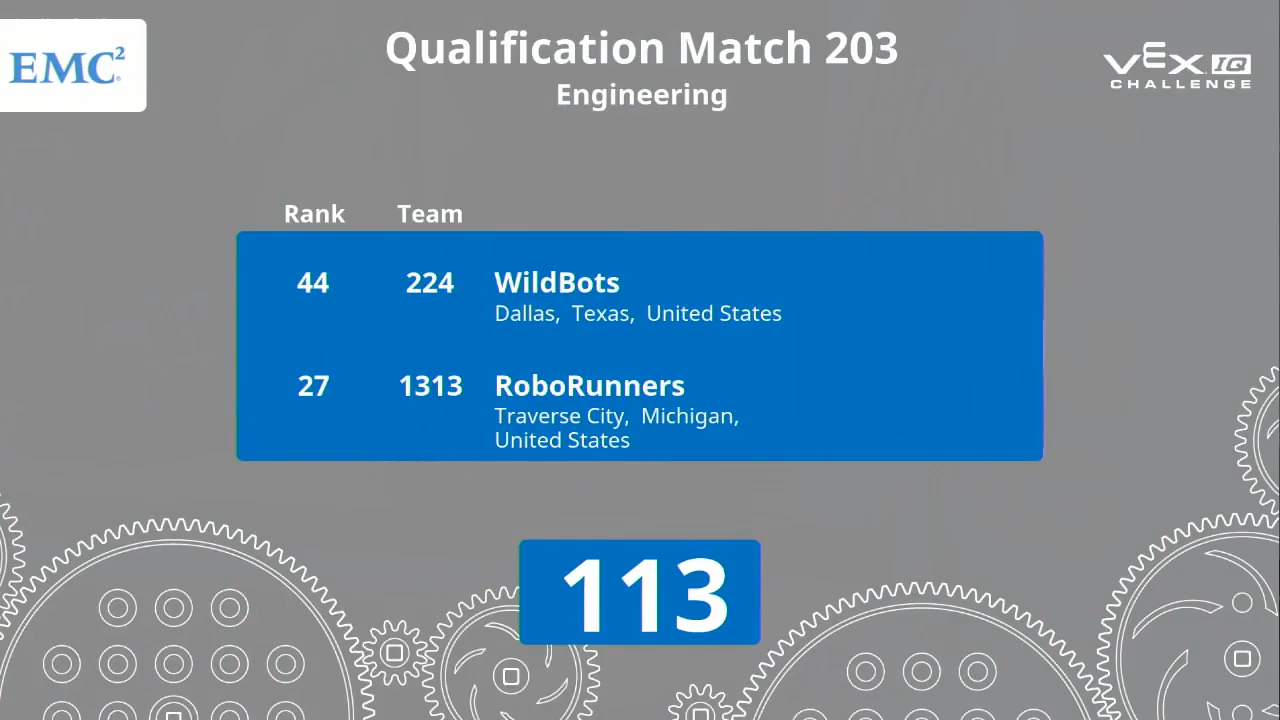 EMC²
Qualification Match 203
Engineering
VEX IQ
CHALLENGE
Rank Team
44 224 WildBots
Dallas, Texas, United States
27 1313 RoboRunners
Traverse City, Michigan,
United States
113